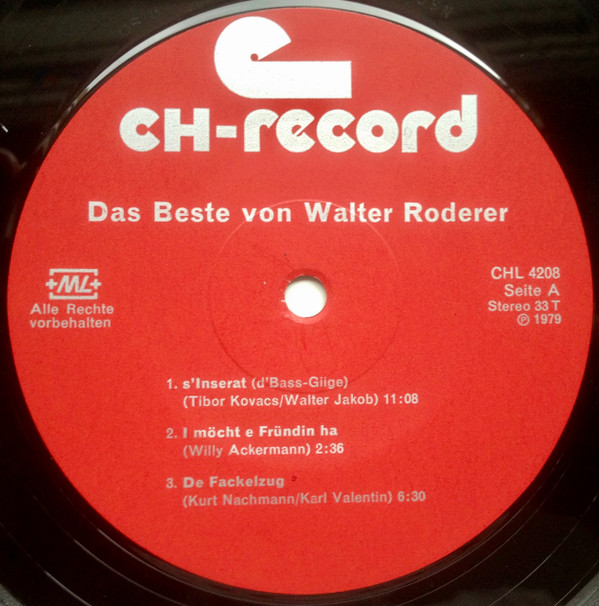 CH-record
Das Beste von Walter Roderer
+ML+
Alle Rechte
vorbehalten
CHL 4208
Seite A
Stereo 33 T
℗ 1979
1. s'Inserat (d'Bass-Giige)
(Tibor Kovacs/Walter Jakob) 11:08
2. I möcht e Fründin ha
(Willy Ackermann) 2:36
3. De Fackelzug
(Kurt Nachmann/Karl Valentin) 6:30